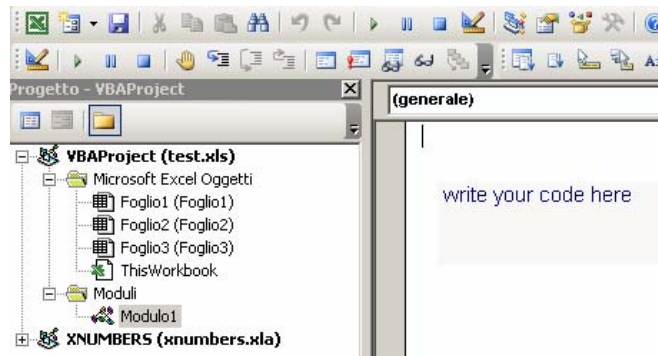 Progetto - VBAProject
(generale)
VBAProject (test.xls)
Microsoft Excel Oggetti
Foglio1 (Foglio1)
Foglio2 (Foglio2)
Foglio3 (Foglio3)
ThisWorkbook
Moduli
Modulo1
XNUMBERS (xnumbers.xla)
write your code here